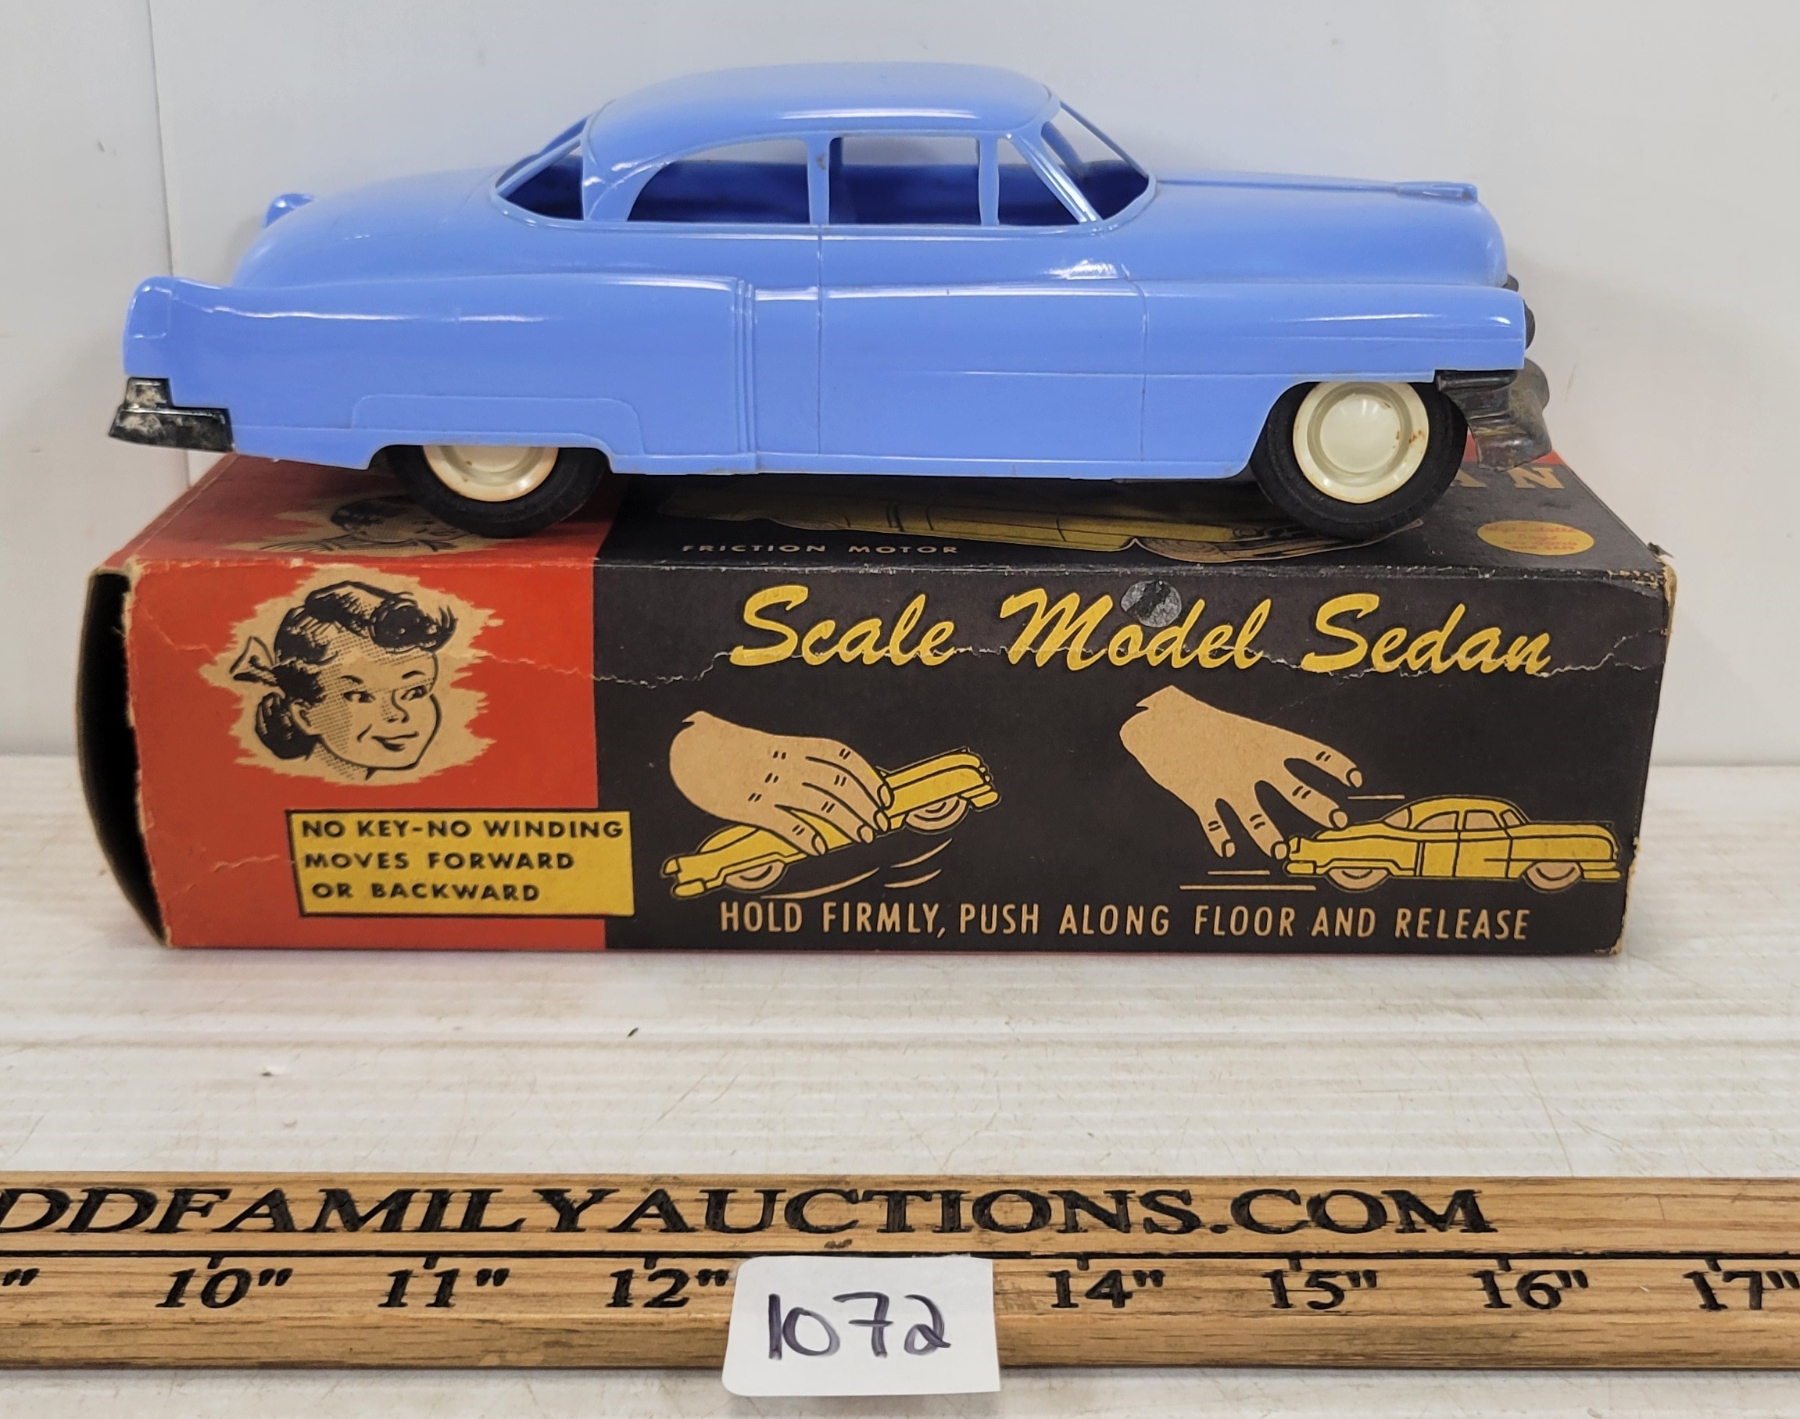 FRICTION MOTOR
Scale Model Sedan
NO KEY-NO WINDING
MOVES FORWARD
OR BACKWARD
HOLD FIRMLY, PUSH ALONG FLOOR AND RELEASE
DDFAMILYAUCTIONS.COM
10" 11" 12" 14" 15" 16" 17"
1072